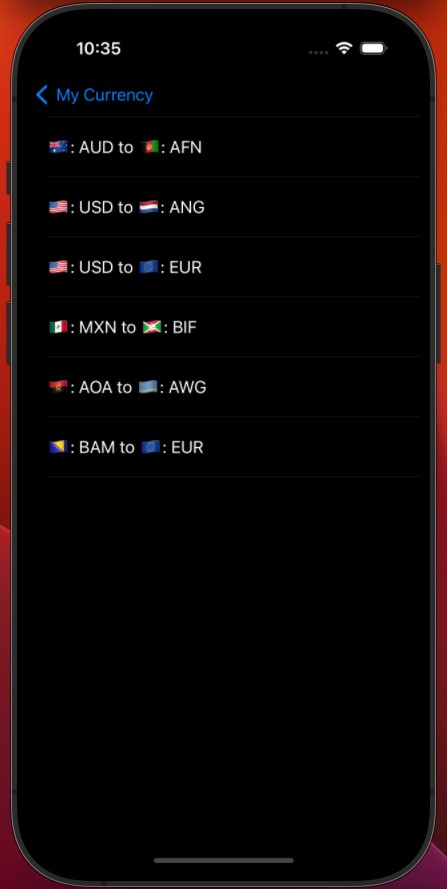 10:35
My Currency
🇦🇺: AUD to 🇦🇫: AFN
🇺🇸: USD to 🇳🇱: ANG
🇺🇸: USD to 🇪🇺: EUR
🇲🇽: MXN to 🇧🇮: BIF
🇦🇴: AOA to 🇦🇼: AWG
🇧🇦: BAM to 🇪🇺: EUR